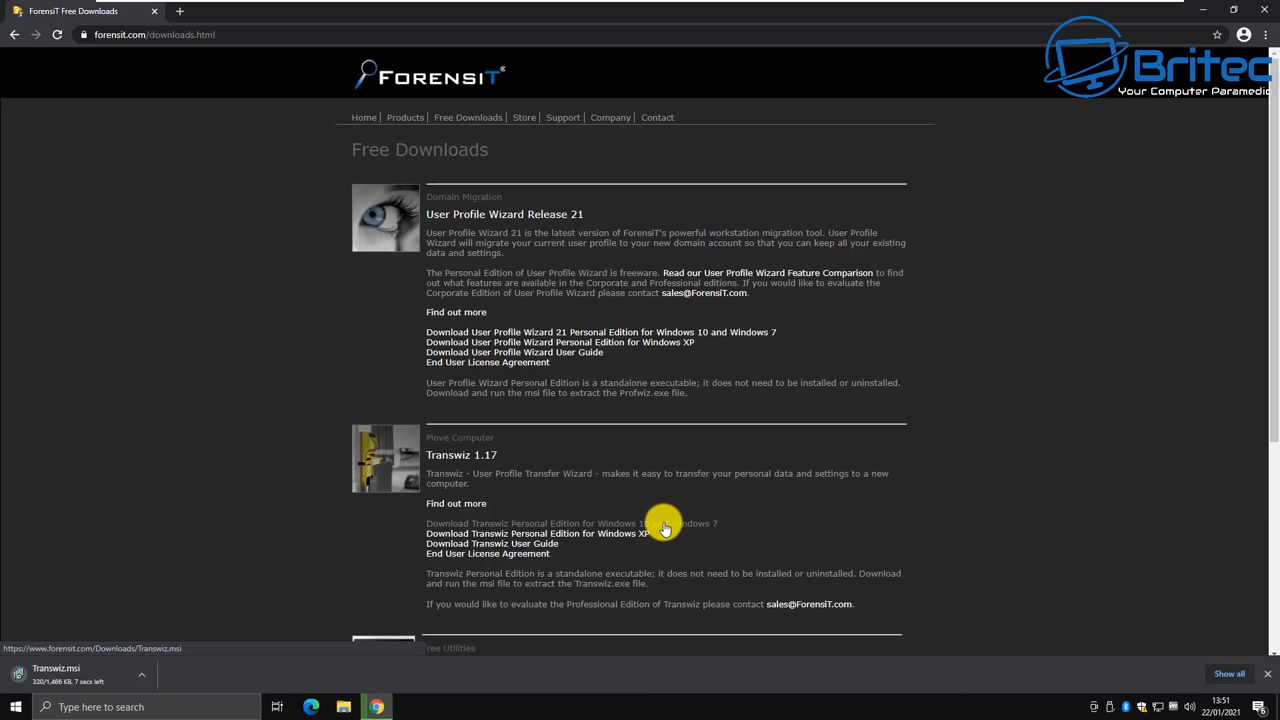 ForensiT Free Downloads
forensit.com/downloads.html
Britec
Your Computer Paramedic
FORENSIT
Home | Products | Free Downloads | Store | Support | Company | Contact
Free Downloads
Domain Migration
User Profile Wizard Release 21
User Profile Wizard 21 is the latest version of ForensiT's powerful workstation migration tool. User Profile
Wizard will migrate your current user profile to your new domain account so that you can keep all your existing
data and settings.
The Personal Edition of User Profile Wizard is freeware. Read our User Profile Wizard Feature Comparison to find
out what features are available in the Corporate and Professional editions. If you would like to evaluate the
Corporate Edition of User Profile Wizard please contact sales@ForensiT.com.
Find out more
Download User Profile Wizard 21 Personal Edition for Windows 10 and Windows 7
Download User Profile Wizard Personal Edition for Windows XP
Download User Profile Wizard User Guide
End User License Agreement
User Profile Wizard Personal Edition is a standalone executable; it does not need to be installed or uninstalled.
Download and run the msi file to extract the Profwiz.exe file.
Move Computer
Transwiz 1.17
Transwiz - User Profile Transfer Wizard - makes it easy to transfer your personal data and settings to a new
computer.
Find out more
Download Transwiz Personal Edition for Windows 10 and Windows 7
Download Transwiz Personal Edition for Windows XP
Download Transwiz User Guide
End User License Agreement
Transwiz Personal Edition is a standalone executable; it does not need to be installed or uninstalled. Download
and run the msi file to extract the Transwiz.exe file.
If you would like to evaluate the Professional Edition of Transwiz please contact sales@ForensiT.com.
ree Utilities
https://www.forensit.com/Downloads/Transwiz.msi
Transwiz.msi
320/1,466 KB, 7 secs left
Show all
Type here to search
13:51
22/01/2021
6